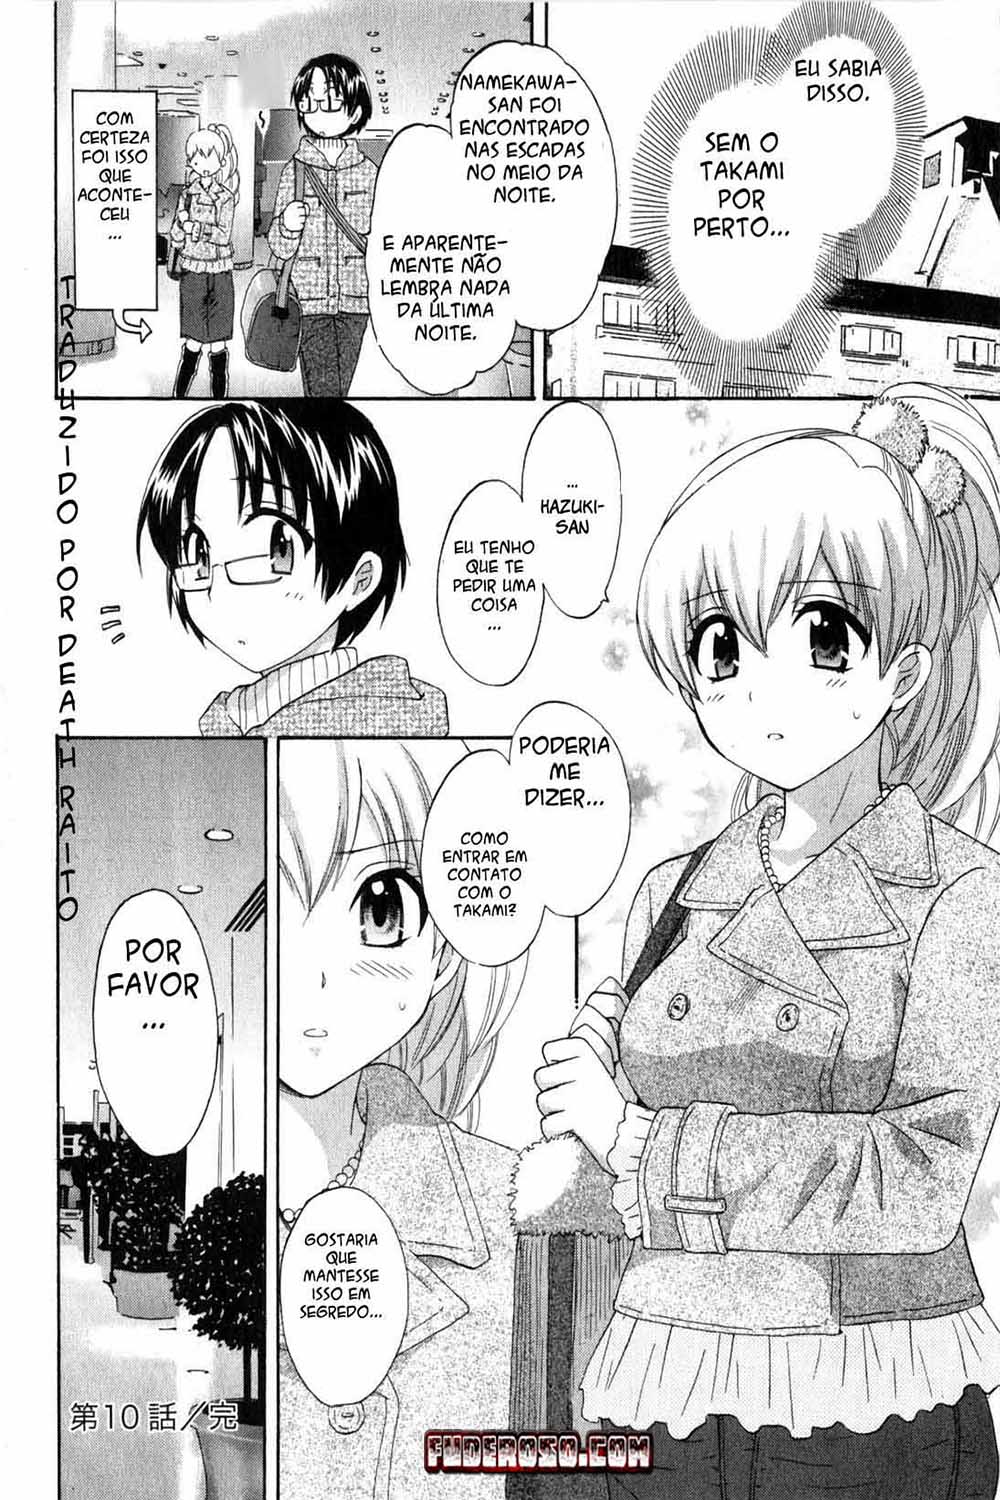 EU SABIA
DISSO.
SEM O
TAKAMI
POR
PERTO...
NAMEKAWA-
SAN FOI
ENCONTRADO
NAS ESCADAS
NO MEIO DA
NOITE.
E APARENTE-
MENTE NÃO
LEMBRA NADA
DA ÚLTIMA
NOITE.
COM
CERTEZA
FOI ISSO
QUE
ACONTE-
CEU
...
...
HAZUKI-
SAN
EU TENHO
QUE TE
PEDIR UMA
COISA
...
PODERIA
ME
DIZER...
COMO
ENTRAR EM
CONTATO
COM O
TAKAMI?
GOSTARIA
QUE
MANTESSE
ISSO EM
SEGREDO...
POR
FAVOR
...
第10話／完
TRADUZIDO POR DEATH RAITO
FUDEROSO.COM